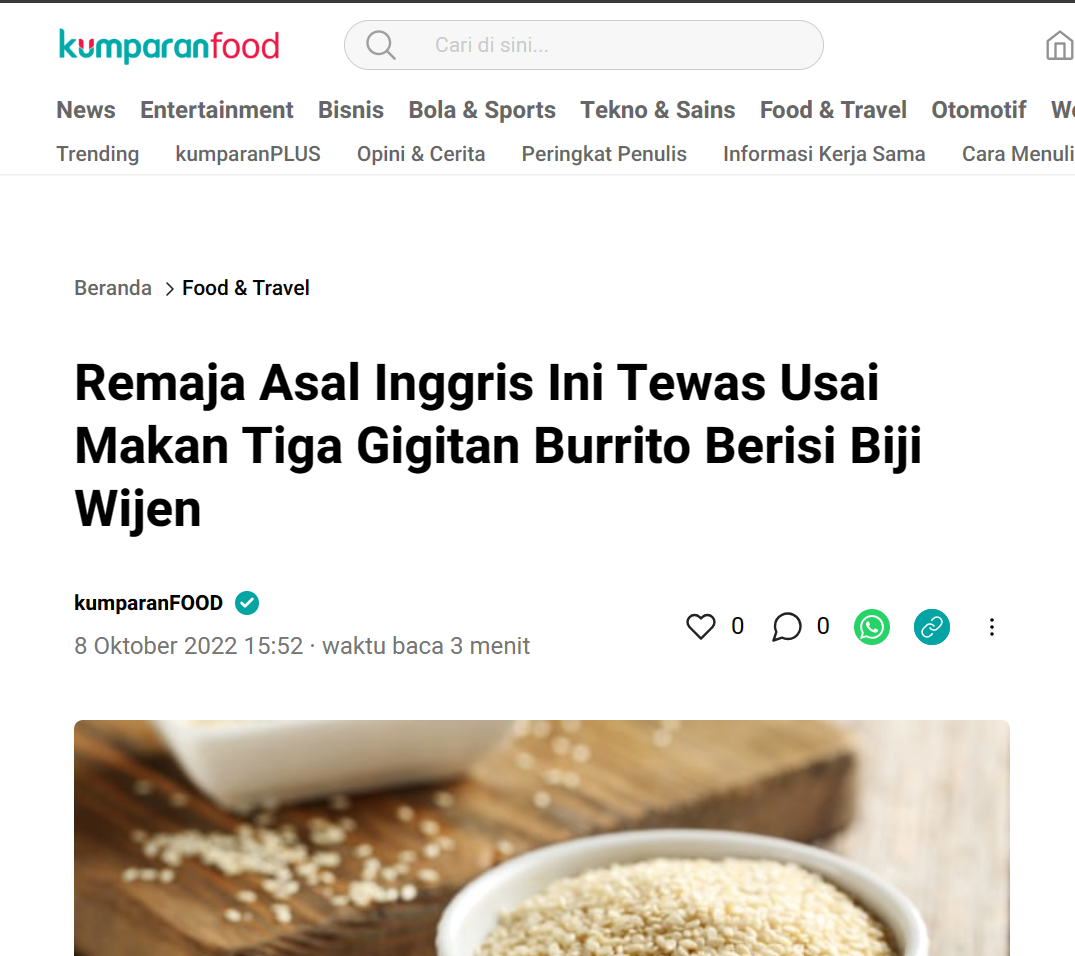 kumparanfood
Cari di sini...
News Entertainment Bisnis Bola & Sports Tekno & Sains Food & Travel Otomotif
Trending kumparanPLUS Opini & Cerita Peringkat Penulis Informasi Kerja Sama Cara Menuli
Beranda > Food & Travel
Remaja Asal Inggris Ini Tewas Usai
Makan Tiga Gigitan Burrito Berisi Biji
Wijen
kumparanFOOD
8 Oktober 2022 15:52 · waktu baca 3 menit
0 0